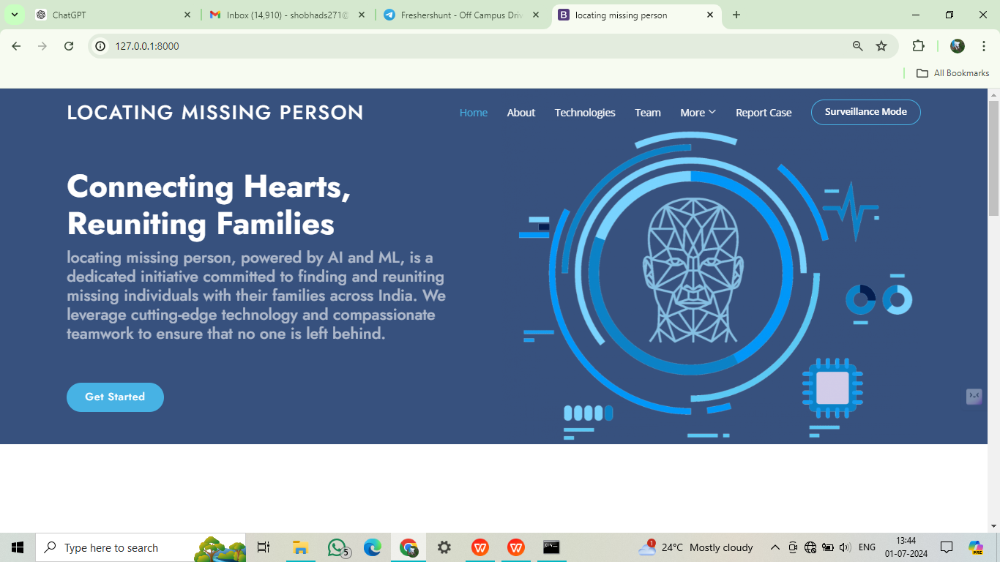 ChatGPT
Inbox (14,910) - shobhads271@
Freshershunt - Off Campus Driv
locating missing person
127.0.0.1:8000
All Bookmarks
LOCATING MISSING PERSON
Home
About
Technologies
Team
More
Report Case
Surveillance Mode
Connecting Hearts,
Reuniting Families
locating missing person, powered by AI and ML, is a
dedicated initiative committed to finding and reuniting
missing individuals with their families across India. We
leverage cutting-edge technology and compassionate
teamwork to ensure that no one is left behind.
Get Started
Type here to search
5
1
24°C Mostly cloudy
ENG
13:44
01-07-2024
PRE